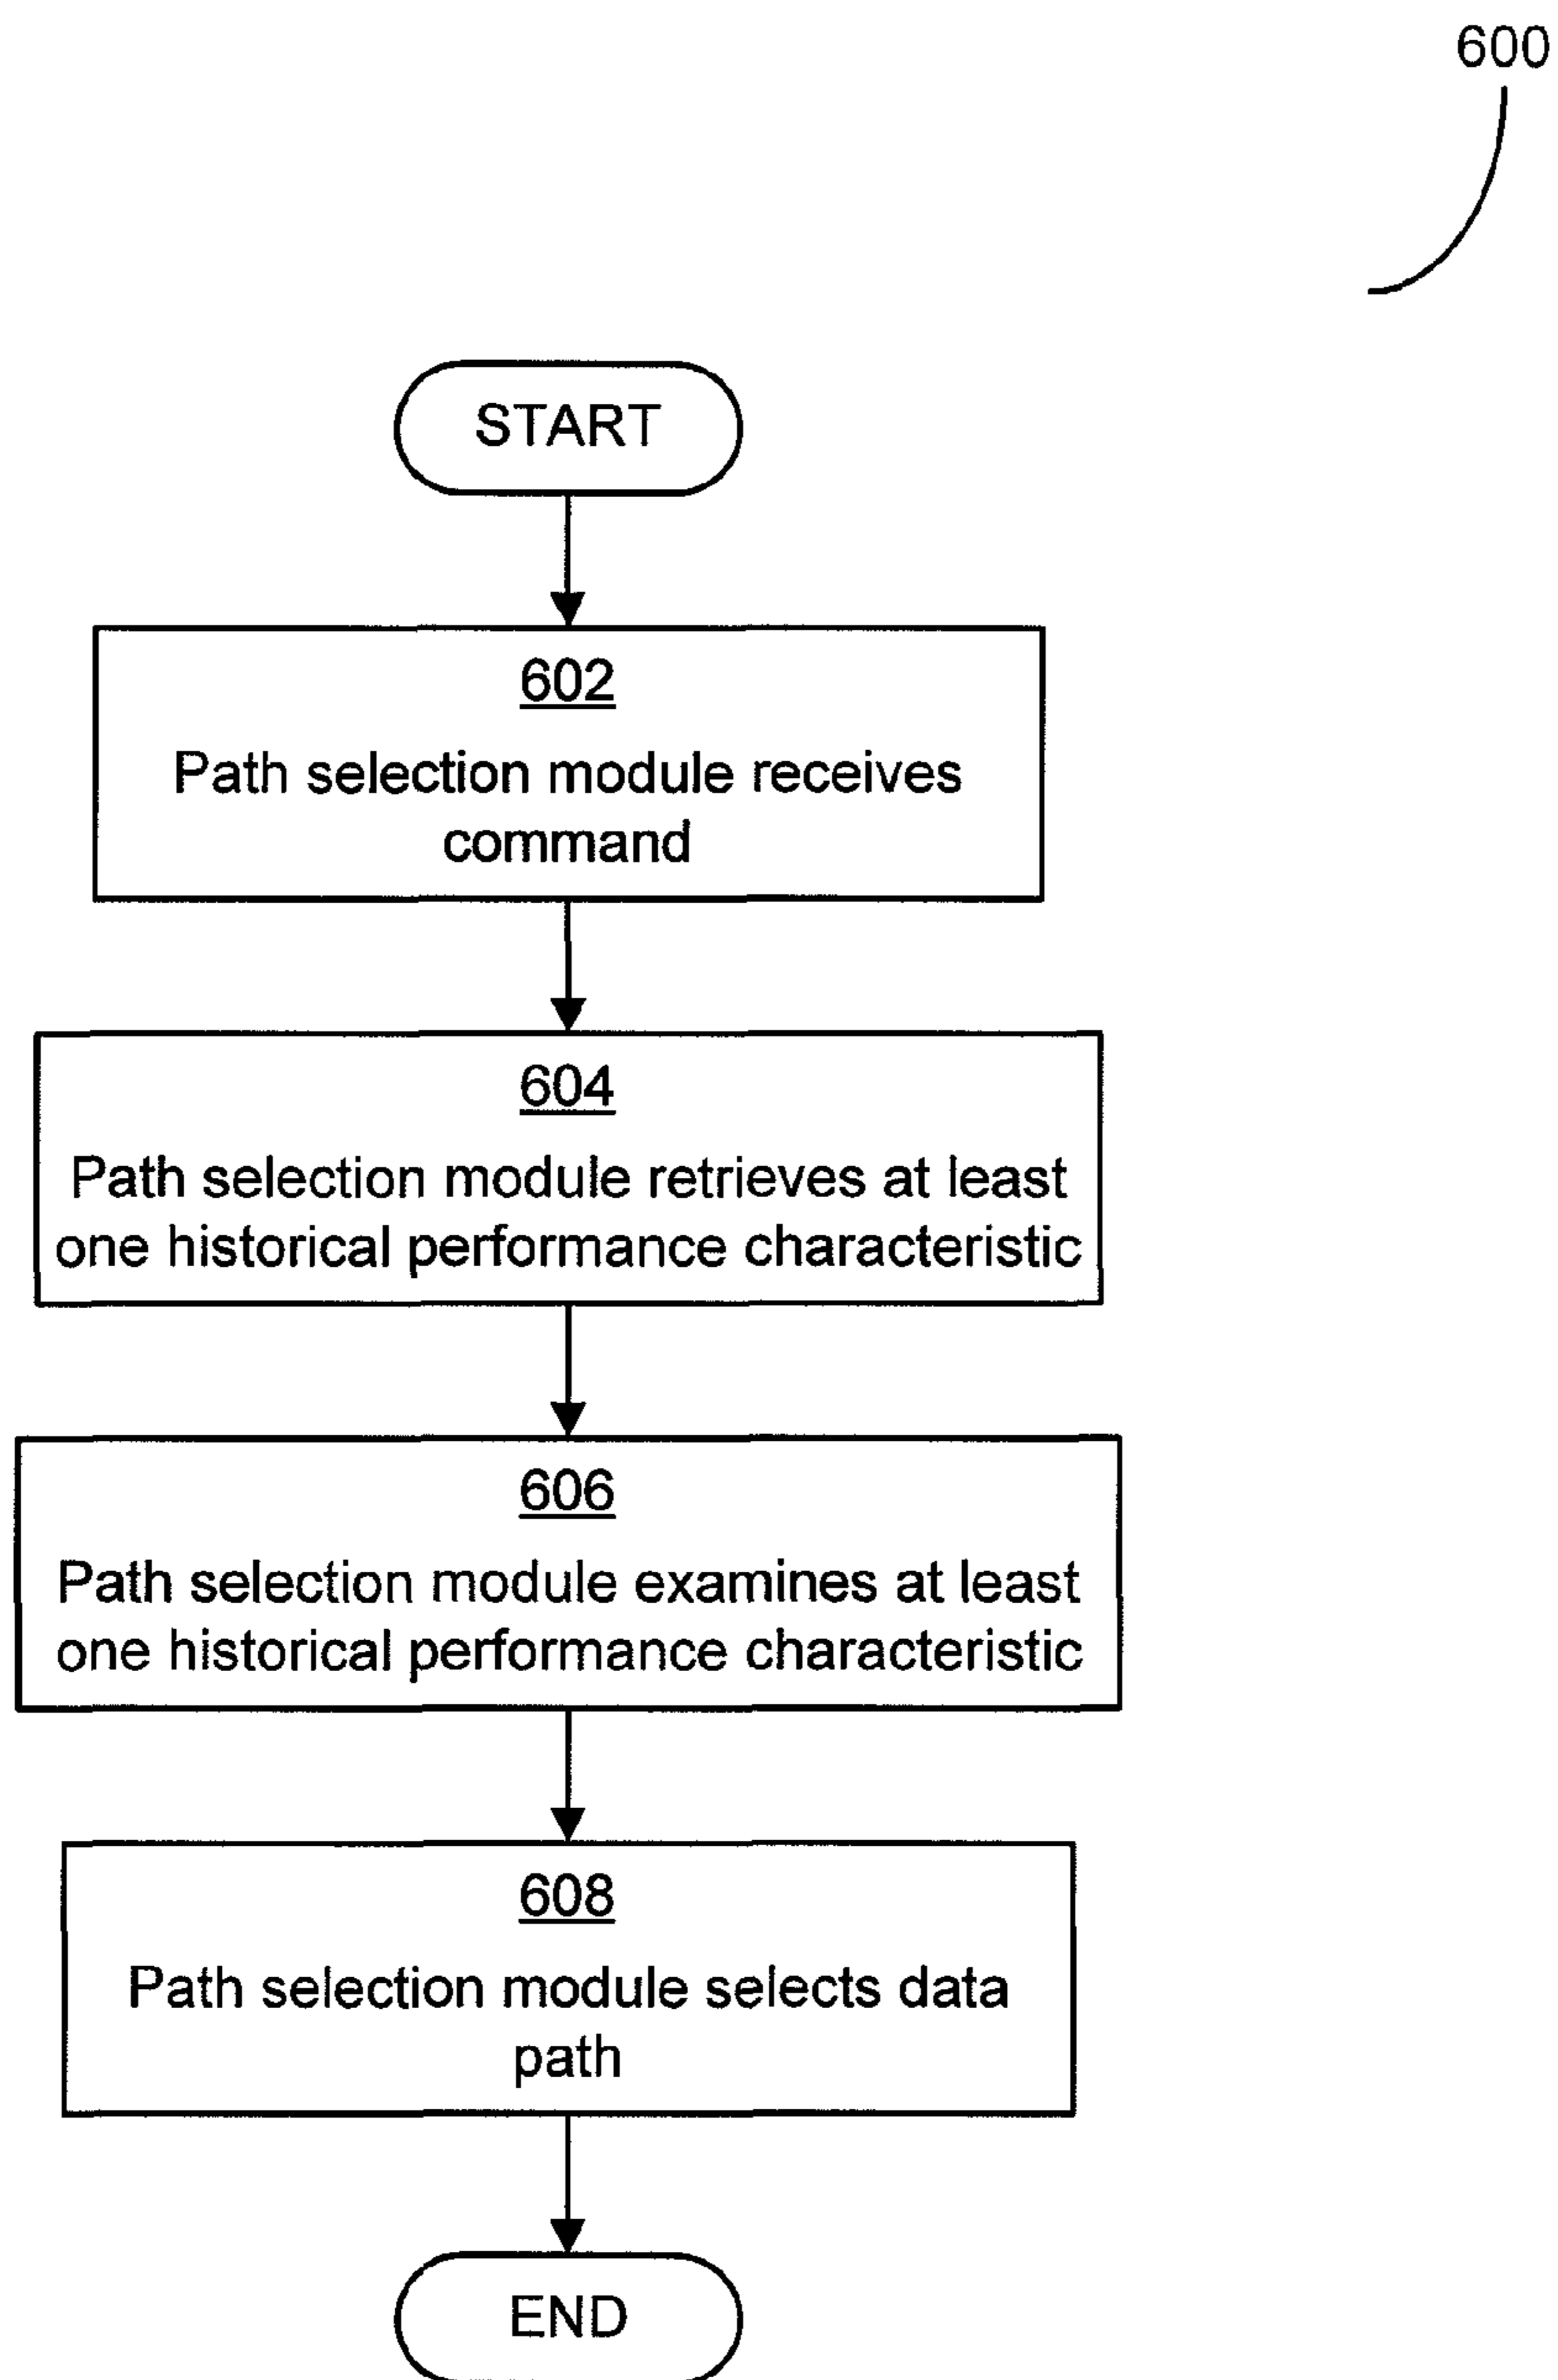 600
START
602
Path selection module receives
command
604
Path selection module retrieves at least
one historical performance characteristic
606
Path selection module examines at least
one historical performance characteristic
608
Path selection module selects data
path
END